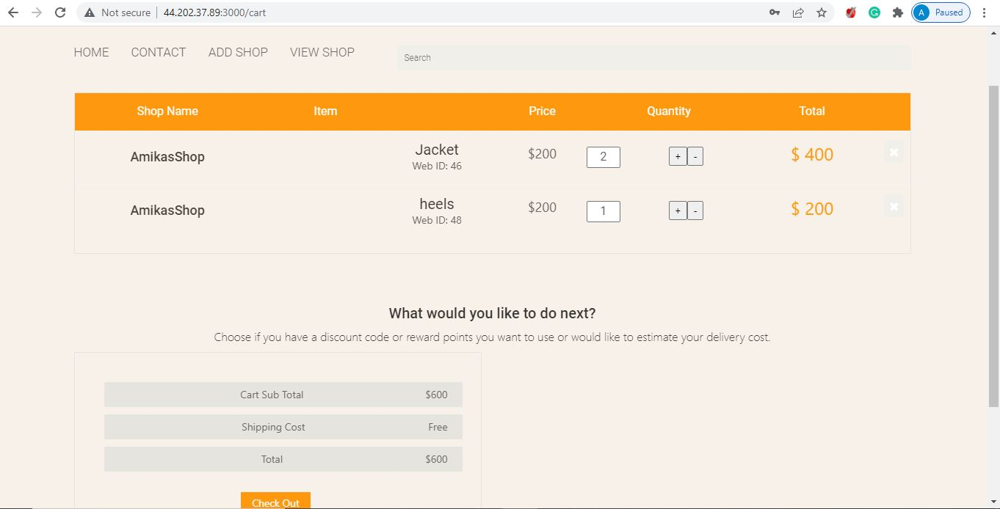 Not secure 44.202.37.89:3000/cart A Paused
HOME CONTACT ADD SHOP VIEW SHOP Search
Shop Name Item Price Quantity Total
AmikasShop Jacket $200 2 + - $ 400
Web ID: 46
AmikasShop heels $200 1 + - $ 200
Web ID: 48
What would you like to do next?
Choose if you have a discount code or reward points you want to use or would like to estimate your delivery cost.
Cart Sub Total $600
Shipping Cost Free
Total $600
Check Out